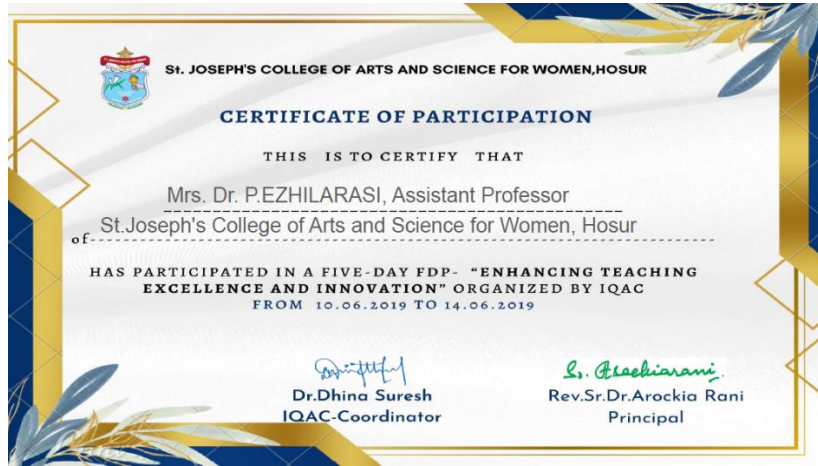 St. JOSEPH'S COLLEGE OF ARTS AND SCIENCE FOR WOMEN,HOSUR
CERTIFICATE OF PARTICIPATION
THIS IS TO CERTIFY THAT
Mrs. Dr. P.EZHILARASI, Assistant Professor
of St.Joseph's College of Arts and Science for Women, Hosur
HAS PARTICIPATED IN A FIVE-DAY FDP- “ENHANCING TEACHING
EXCELLENCE AND INNOVATION” ORGANIZED BY IQAC
FROM 10.06.2019 TO 14.06.2019
Dr.Dhina Suresh
IQAC-Coordinator
Rev.Sr.Dr.Arockia Rani
Principal